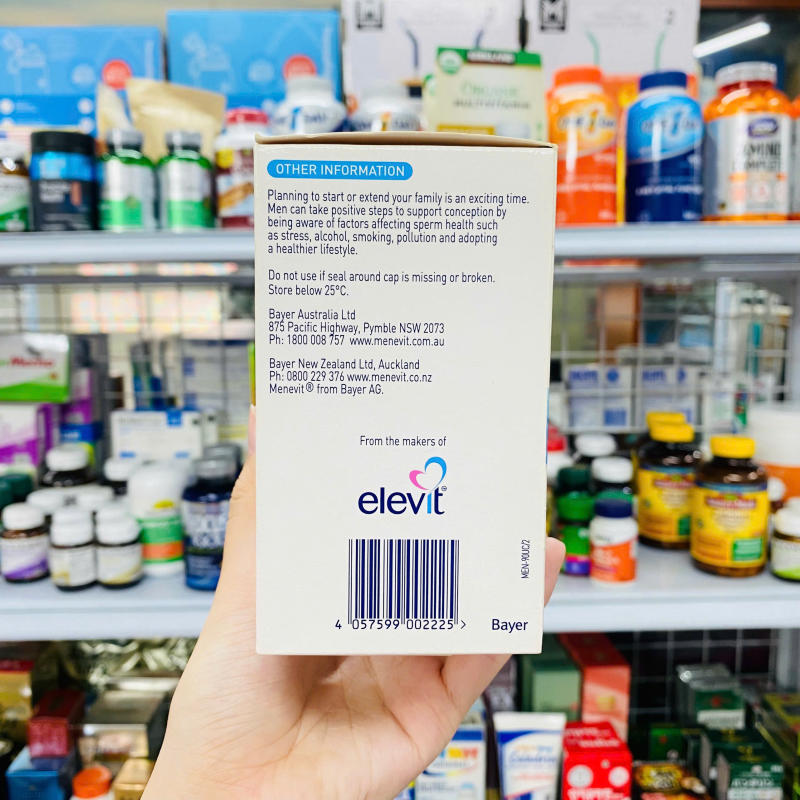 OTHER INFORMATION
Planning to start or extend your family is an exciting time.
Men can take positive steps to support conception by
being aware of factors affecting sperm health such
as stress, alcohol, smoking, pollution and adopting
a healthier lifestyle.
Do not use if seal around cap is missing or broken.
Store below 25°C.
Bayer Australia Ltd
875 Pacific Highway, Pymble NSW 2073
Ph: 1800 008 757 www.menevit.com.au
Bayer New Zealand Ltd, Auckland
Ph: 0800 229 376 www.menevit.co.nz
Menevit® from Bayer AG.
From the makers of
elevit™
MEN-90UC/2
4 057599 002225 >
Bayer
ORGANIC
MULTIVITAMIN